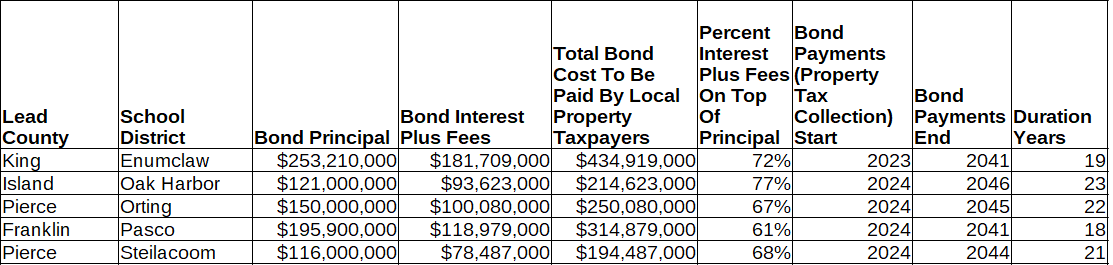 Lead County	School District	Bond Principal	Bond Interest Plus Fees	Total Bond Cost To Be Paid By Local Property Taxpayers	Percent Interest Plus Fees On Top Of Principal	Bond Payments (Property Tax Collection) Start	Bond Payments End	Duration Years
King	Enumclaw	$253,210,000	$181,709,000	$434,919,000	72%	2023	2041	19
Island	Oak Harbor	$121,000,000	$93,623,000	$214,623,000	77%	2024	2046	23
Pierce	Orting	$150,000,000	$100,080,000	$250,080,000	67%	2024	2045	22
Franklin	Pasco	$195,900,000	$118,979,000	$314,879,000	61%	2024	2041	18
Pierce	Steilacoom	$116,000,000	$78,487,000	$194,487,000	68%	2024	2044	21